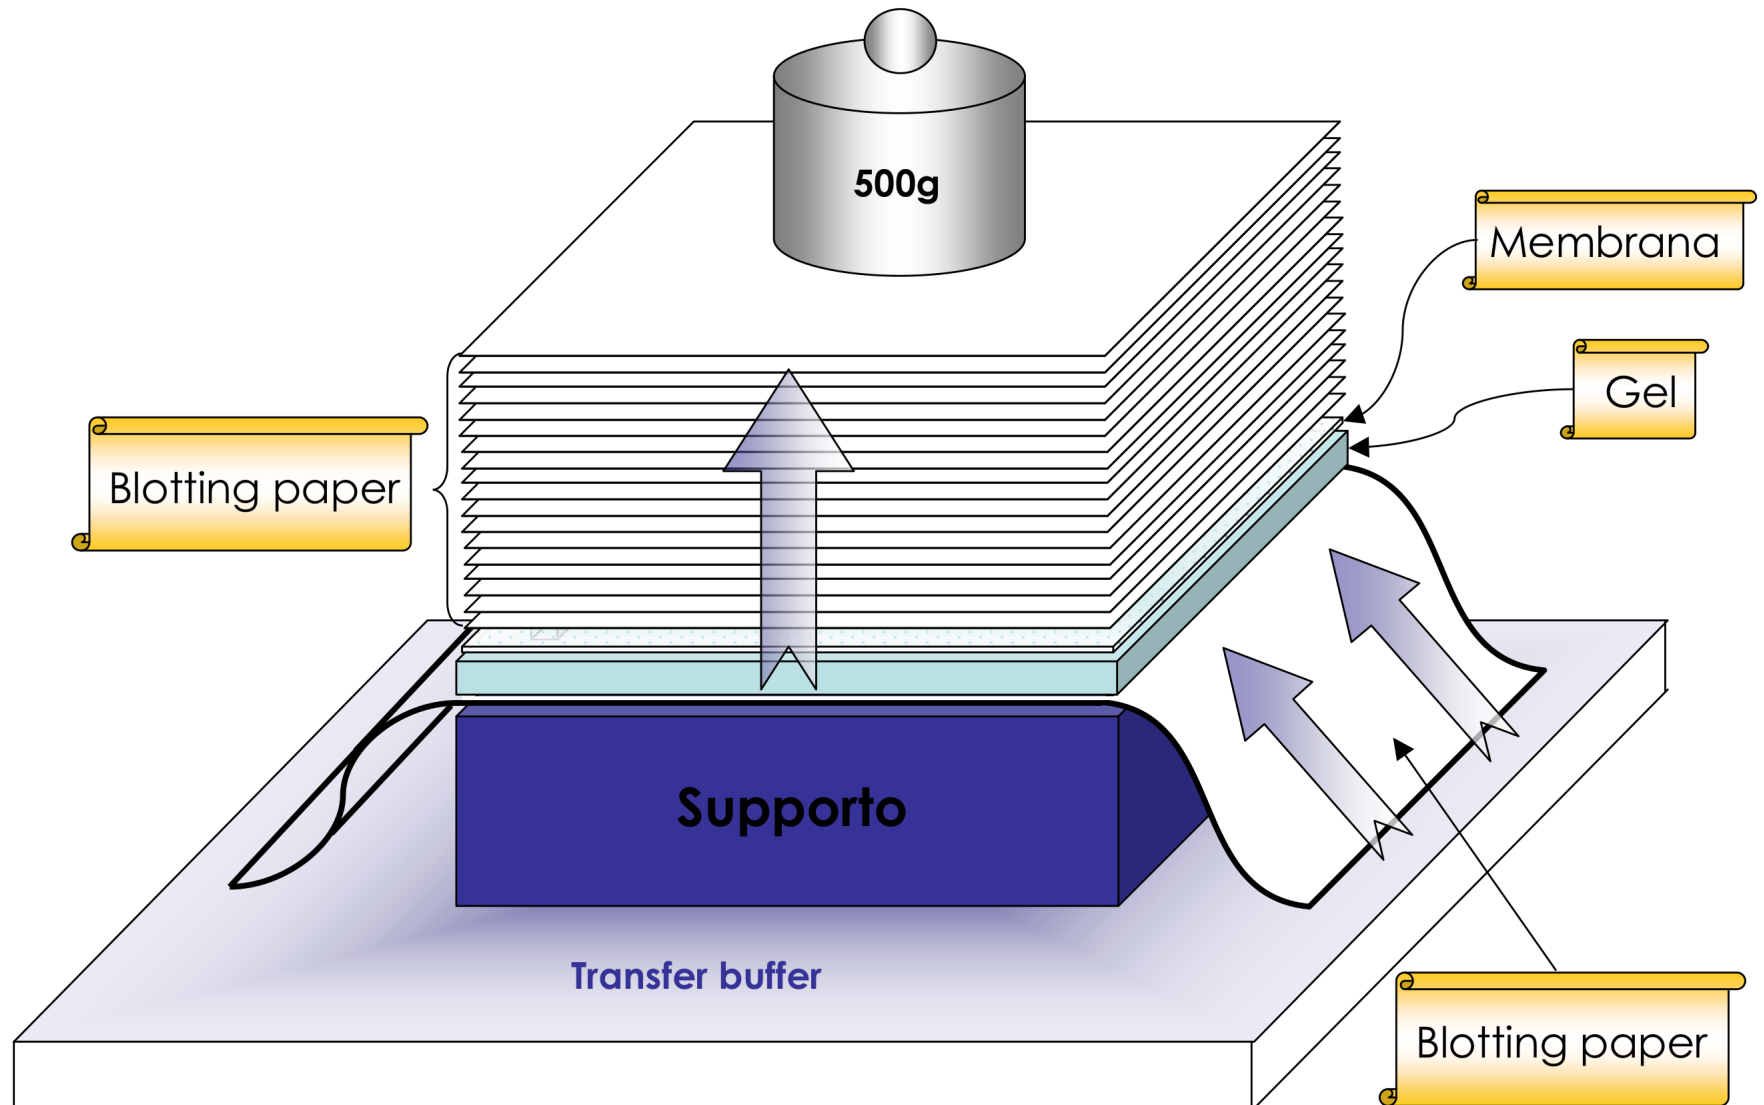 500g
Membrana
Gel
Blotting paper
Supporto
Transfer buffer
Blotting paper